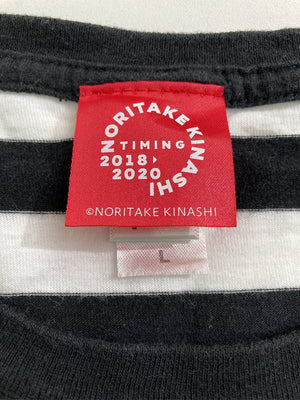 NORITAKE KINASHI
TIMING
2018▸
2020
©NORITAKE KINASHI
L